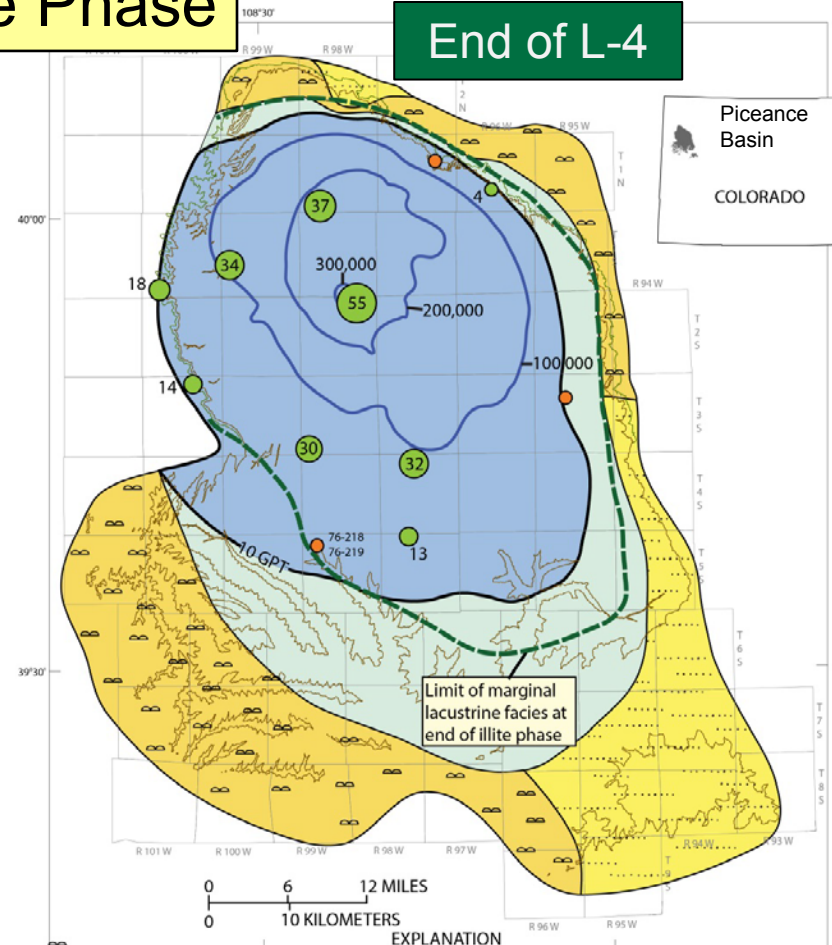 e Phase
108°30'
End of L-4
R 99 W
R 98 W
T
2
N
R 95 W
Piceance
Basin
COLORADO
T
1
N
4
37
40°00'
34
18
300,000
55
200,000
R 94 W
T
2
S
100,000
14
T
3
S
30
32
T
4
S
76-218
76-219
13
10 GPT
T
5
S
T
6
S
39°30'
Limit of marginal
lacustrine facies at
end of illite phase
T
7
S
T
8
S
R 101 W
R 100 W
R 99 W
R 98 W
R 97 W
R 94 W
R 93 W
T
9
S
0 6 12 MILES
0 10 KILOMETERS
R 96 W
R 95 W
EXPLANATION